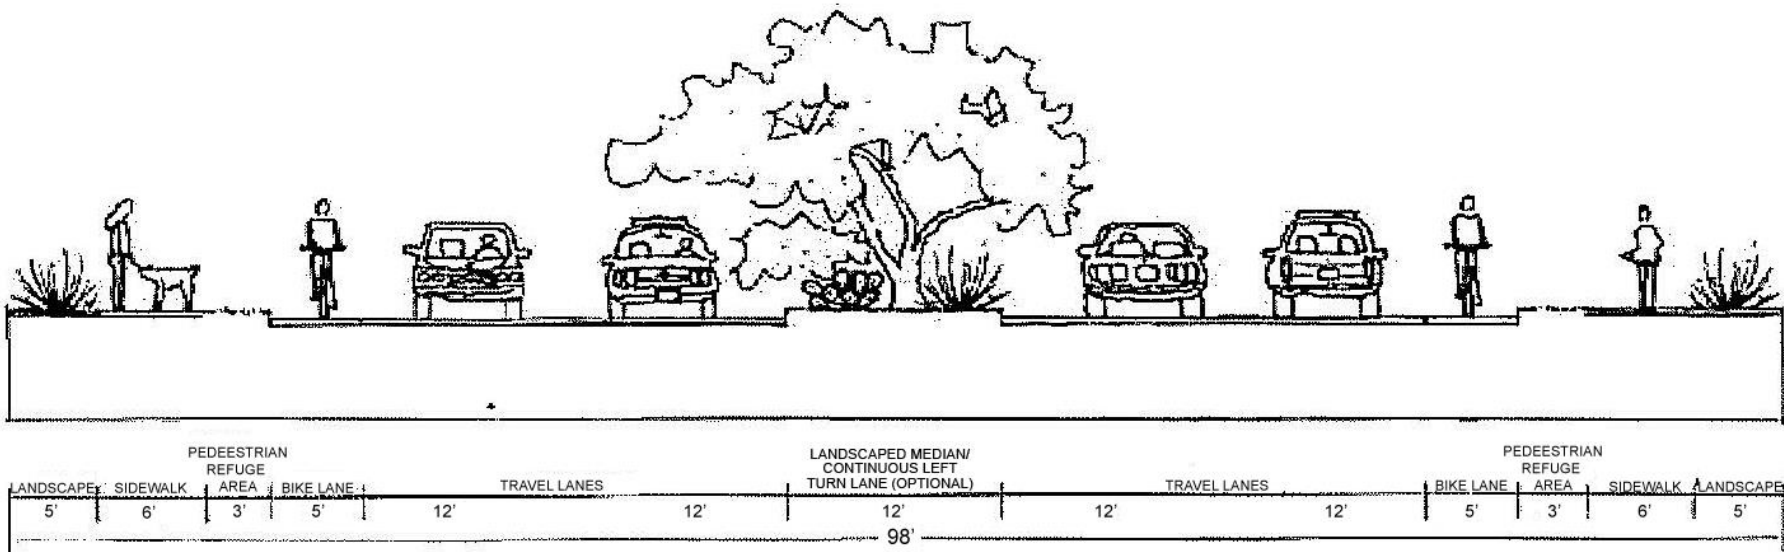 PEDEESTRIAN
REFUGE
AREA
LANDSCAPE
SIDEWALK
BIKE LANE
TRAVEL LANES
LANDSCAPED MEDIAN/
CONTINUOUS LEFT
TURN LANE (OPTIONAL)
TRAVEL LANES
BIKE LANE
PEDEESTRIAN
REFUGE
AREA
SIDEWALK
LANDSCAPE
5' 6' 3' 5' 12' 12' 12' 12' 12' 5' 3' 6' 5'
98'